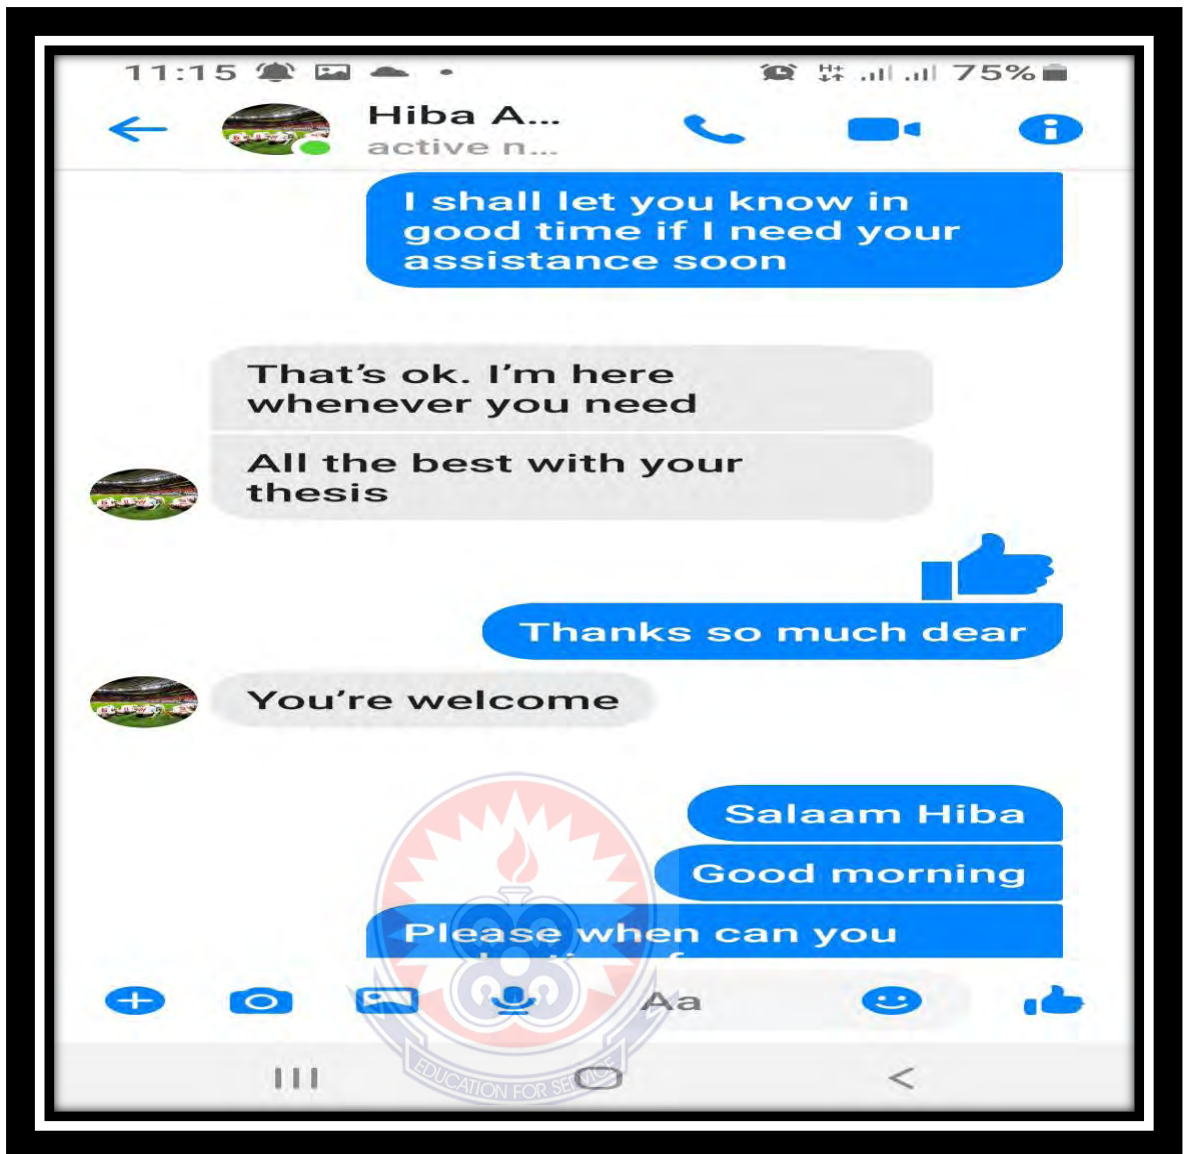 11:15
75%
Hiba A...
active n...
I shall let you know in
good time if I need your
assistance soon
That's ok. I'm here
whenever you need
All the best with your
thesis
Thanks so much dear
You're welcome
Salaam Hiba
Good morning
Please when can you
Aa
EDUCATION FOR SERVICE